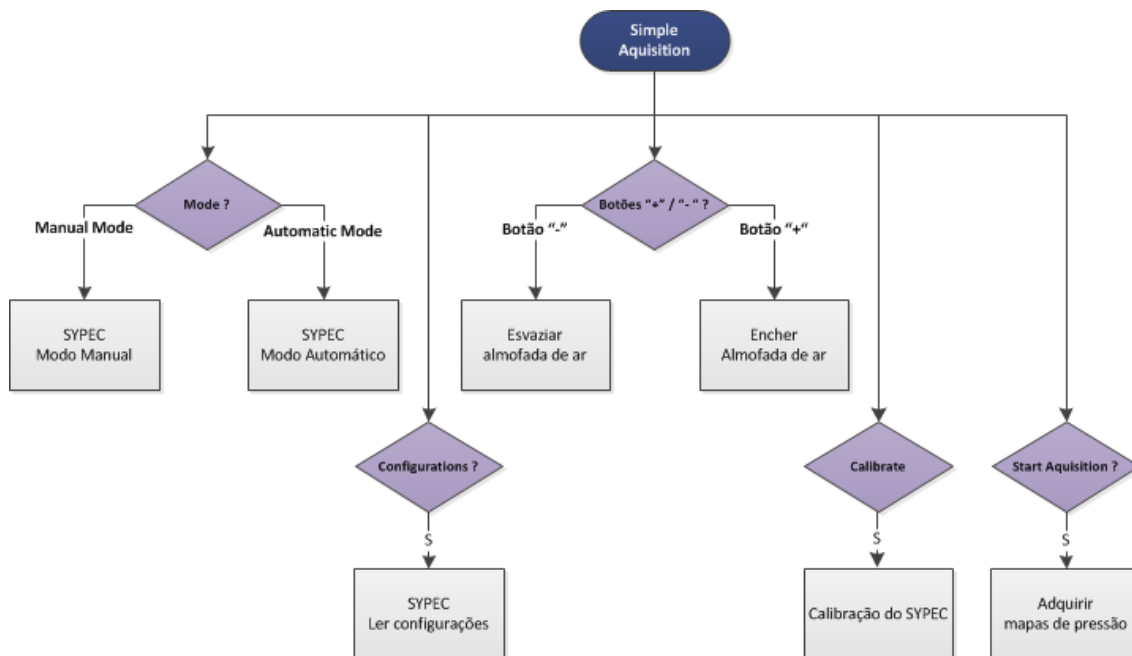 Simple
Aquisition
Mode ?
Botões “+” / “- “ ?
Manual Mode
Automatic Mode
Botão “-”
Botão “+“
SYPEC
Modo Manual
SYPEC
Modo Automático
Esvaziar
almofada de ar
Encher
Almofada de ar
Configurations ?
Calibrate
Start Aquisition ?
S
S
S
SYPEC
Ler configurações
Calibração do SYPEC
Adquirir
mapas de pressão